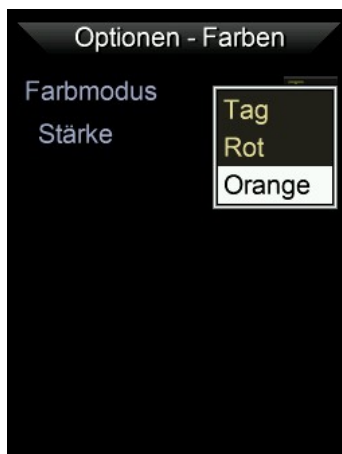 Optionen - Farben
Farbmodus
Stärke
Tag
Rot
Orange